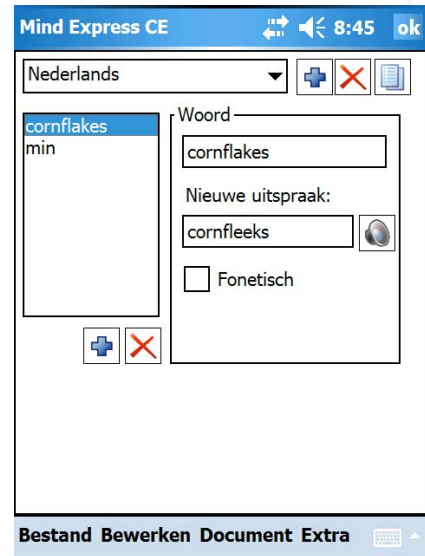 Mind Express CE 8:45 ok
Nederlands
cornflakes
min
Woord
cornflakes
Nieuwe uitspraak:
cornfleeks
Fonetisch
Bestand Bewerken Document Extra